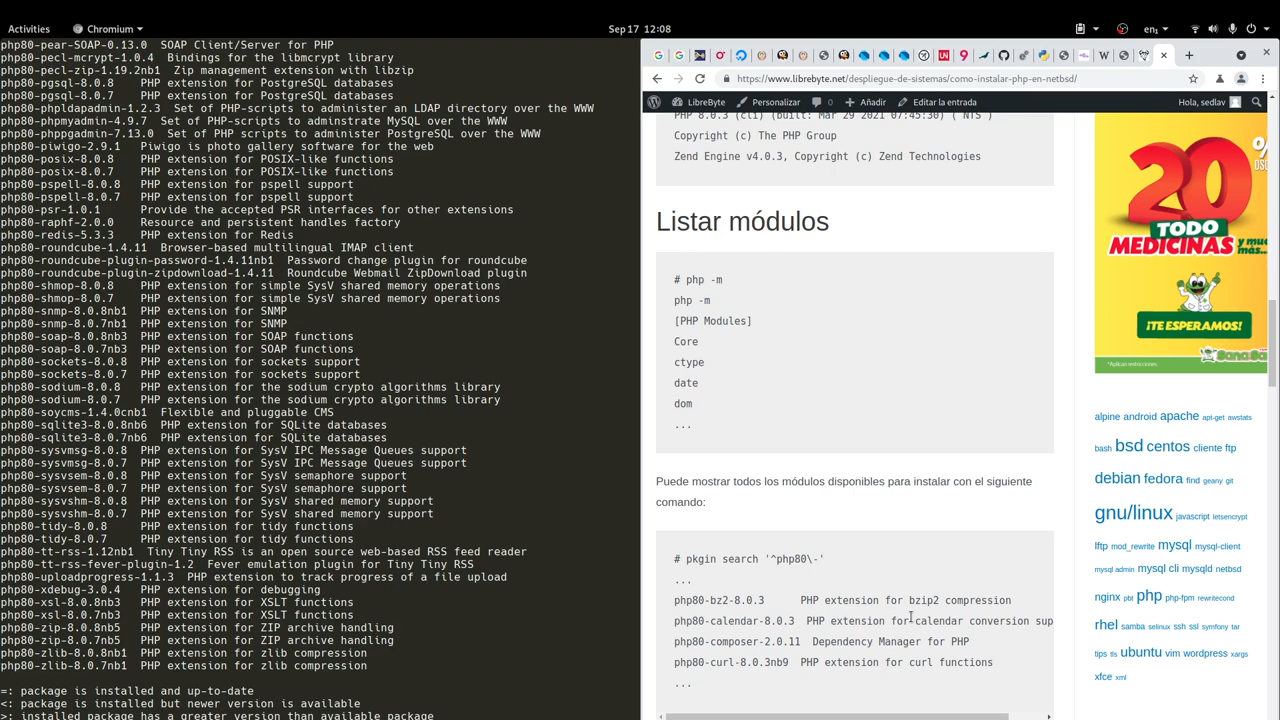 Activities
Chromium
Sep 17 12:08
en₁
php80-pear-SOAP-0.13.0 SOAP Client/Server for PHP
php80-pecl-mcrypt-1.0.4 Bindings for the libmcrypt library
php80-pecl-zip-1.19.2nb1 Zip management extension with libzip
php80-pgsql-8.0.8 PHP extension for PostgreSQL databases
php80-pgsql-8.0.7 PHP extension for PostgreSQL databases
php80-phpldapadmin-1.2.3 Set of PHP-scripts to administer an LDAP directory over the WWW
php80-phpmyadmin-4.9.7 Set of PHP-scripts to adminstrate MySQL over the WWW
php80-phppgadmin-7.13.0 Set of PHP scripts to administer PostgreSQL over the WWW
php80-piwigo-2.9.1 Piwigo is photo gallery software for the web
php80-posix-8.0.8 PHP extension for POSIX-like functions
php80-posix-8.0.7 PHP extension for POSIX-like functions
php80-pspell-8.0.8 PHP extension for pspell support
php80-pspell-8.0.7 PHP extension for pspell support
php80-psr-1.0.1 Provide the accepted PSR interfaces for other extensions
php80-raphf-2.0.0 Resource and persistent handles factory
php80-redis-5.3.3 PHP extension for Redis
php80-roundcube-1.4.11 Browser-based multilingual IMAP client
php80-roundcube-plugin-password-1.4.11nb1 Password change plugin for roundcube
php80-roundcube-plugin-zipdownload-1.4.11 Roundcube Webmail ZipDownload plugin
php80-shmop-8.0.8 PHP extension for simple SysV shared memory operations
php80-shmop-8.0.7 PHP extension for simple SysV shared memory operations
php80-snmp-8.0.8nb1 PHP extension for SNMP
php80-snmp-8.0.7nb1 PHP extension for SNMP
php80-soap-8.0.8nb3 PHP extension for SOAP functions
php80-soap-8.0.7nb3 PHP extension for SOAP functions
php80-sockets-8.0.8 PHP extension for sockets support
php80-sockets-8.0.7 PHP extension for sockets support
php80-sodium-8.0.8 PHP extension for the sodium crypto algorithms library
php80-sodium-8.0.7 PHP extension for the sodium crypto algorithms library
php80-soycms-1.4.0cnb1 Flexible and pluggable CMS
php80-sqlite3-8.0.8nb6 PHP extension for SQLite databases
php80-sqlite3-8.0.7nb6 PHP extension for SQLite databases
php80-sysvmsg-8.0.8 PHP extension for SysV IPC Message Queues support
php80-sysvmsg-8.0.7 PHP extension for SysV IPC Message Queues support
php80-sysvsem-8.0.8 PHP extension for SysV semaphore support
php80-sysvsem-8.0.7 PHP extension for SysV semaphore support
php80-sysvshm-8.0.8 PHP extension for SysV shared memory support
php80-sysvshm-8.0.7 PHP extension for SysV shared memory support
php80-tidy-8.0.8 PHP extension for tidy functions
php80-tidy-8.0.7 PHP extension for tidy functions
php80-tt-rss-1.12nb1 Tiny Tiny RSS is an open source web-based RSS feed reader
php80-tt-rss-fever-plugin-1.2 Fever emulation plugin for Tiny Tiny RSS
php80-uploadprogress-1.1.3 PHP extension to track progress of a file upload
php80-xdebug-3.0.4 PHP extension for debugging
php80-xsl-8.0.8nb3 PHP extension for XSLT functions
php80-xsl-8.0.7nb3 PHP extension for XSLT functions
php80-zip-8.0.8nb5 PHP extension for ZIP archive handling
php80-zip-8.0.7nb5 PHP extension for ZIP archive handling
php80-zlib-8.0.8nb1 PHP extension for zlib compression
php80-zlib-8.0.7nb1 PHP extension for zlib compression
=: package is installed and up-to-date
<: package is installed but newer version is available
>: installed package has a greater version than available package
https://www.librebyte.net/despliegue-de-sistemas/como-instalar-php-en-netbsd/
LibreByte Personalizar 0 Añadir Editar la entrada Hola, sedlav
PHP 8.0.3 (cli) (built: Mar 29 2021 07:45:30) ( NTS )
Copyright (c) The PHP Group
Zend Engine v4.0.3, Copyright (c) Zend Technologies
Listar módulos
# php -m
php -m
[PHP Modules]
Core
ctype
date
dom
...
Puede mostrar todos los módulos disponibles para instalar con el siguiente
comando:
# pkgin search '^php80\-'
...
php80-bz2-8.0.3 PHP extension for bzip2 compression
php80-calendar-8.0.3 PHP extension for calendar conversion sup
php80-composer-2.0.11 Dependency Manager for PHP
php80-curl-8.0.3nb9 PHP extension for curl functions
...
20%
TODO
MEDICINAS y mu
más...
¡TE ESPERAMOS!
SanaSa
*Aplican restricciones
alpine android apache apt-get awstats
bash bsd centos cliente ftp
debian fedora find geany git
gnu/linux javascript letsencrypt
lftp mod_rewrite mysql mysql-client
mysql admin mysql cli mysqld netbsd
nginx pbt php php-fpm rewritecond
rhel samba selinux ssh ssl symfony tar
tips tls ubuntu vim wordpress xargs
xfce xml